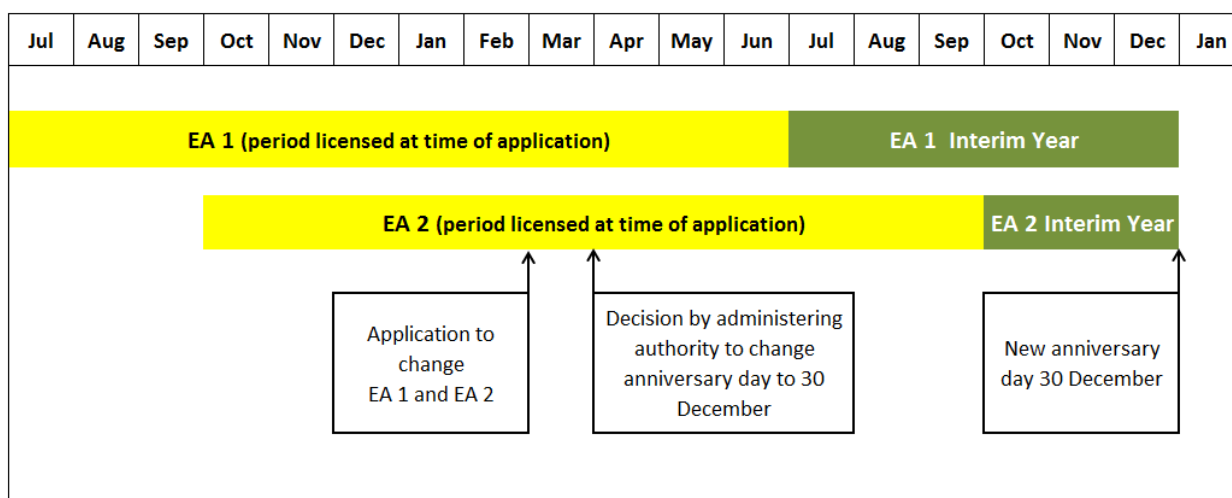 Jul Aug Sep Oct Nov Dec Jan Feb Mar Apr May Jun Jul Aug Sep Oct Nov Dec Jan
EA 1 (period licensed at time of application)
EA 1 Interim Year
EA 2 (period licensed at time of application)
EA 2 Interim Year
Application to
change
EA 1 and EA 2
Decision by administering
authority to change
anniversary day to 30
December
New anniversary
day 30 December